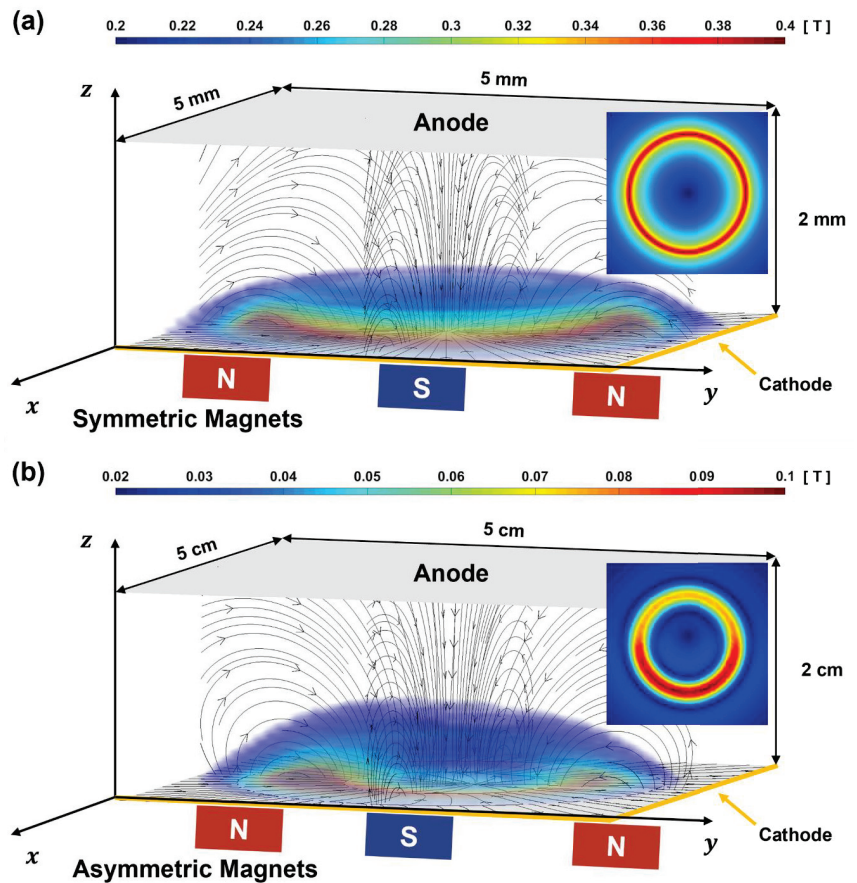 (a)
0.2 0.22 0.24 0.26 0.28 0.3 0.32 0.34 0.36 0.38 0.4 [ T ]
z
5 mm
5 mm
Anode
2 mm
N
S
N
y
Cathode
x
Symmetric Magnets
(b)
0.02 0.03 0.04 0.05 0.06 0.07 0.08 0.09 0.1 [ T ]
z
5 cm
5 cm
Anode
2 cm
N
S
N
y
Cathode
x
Asymmetric Magnets